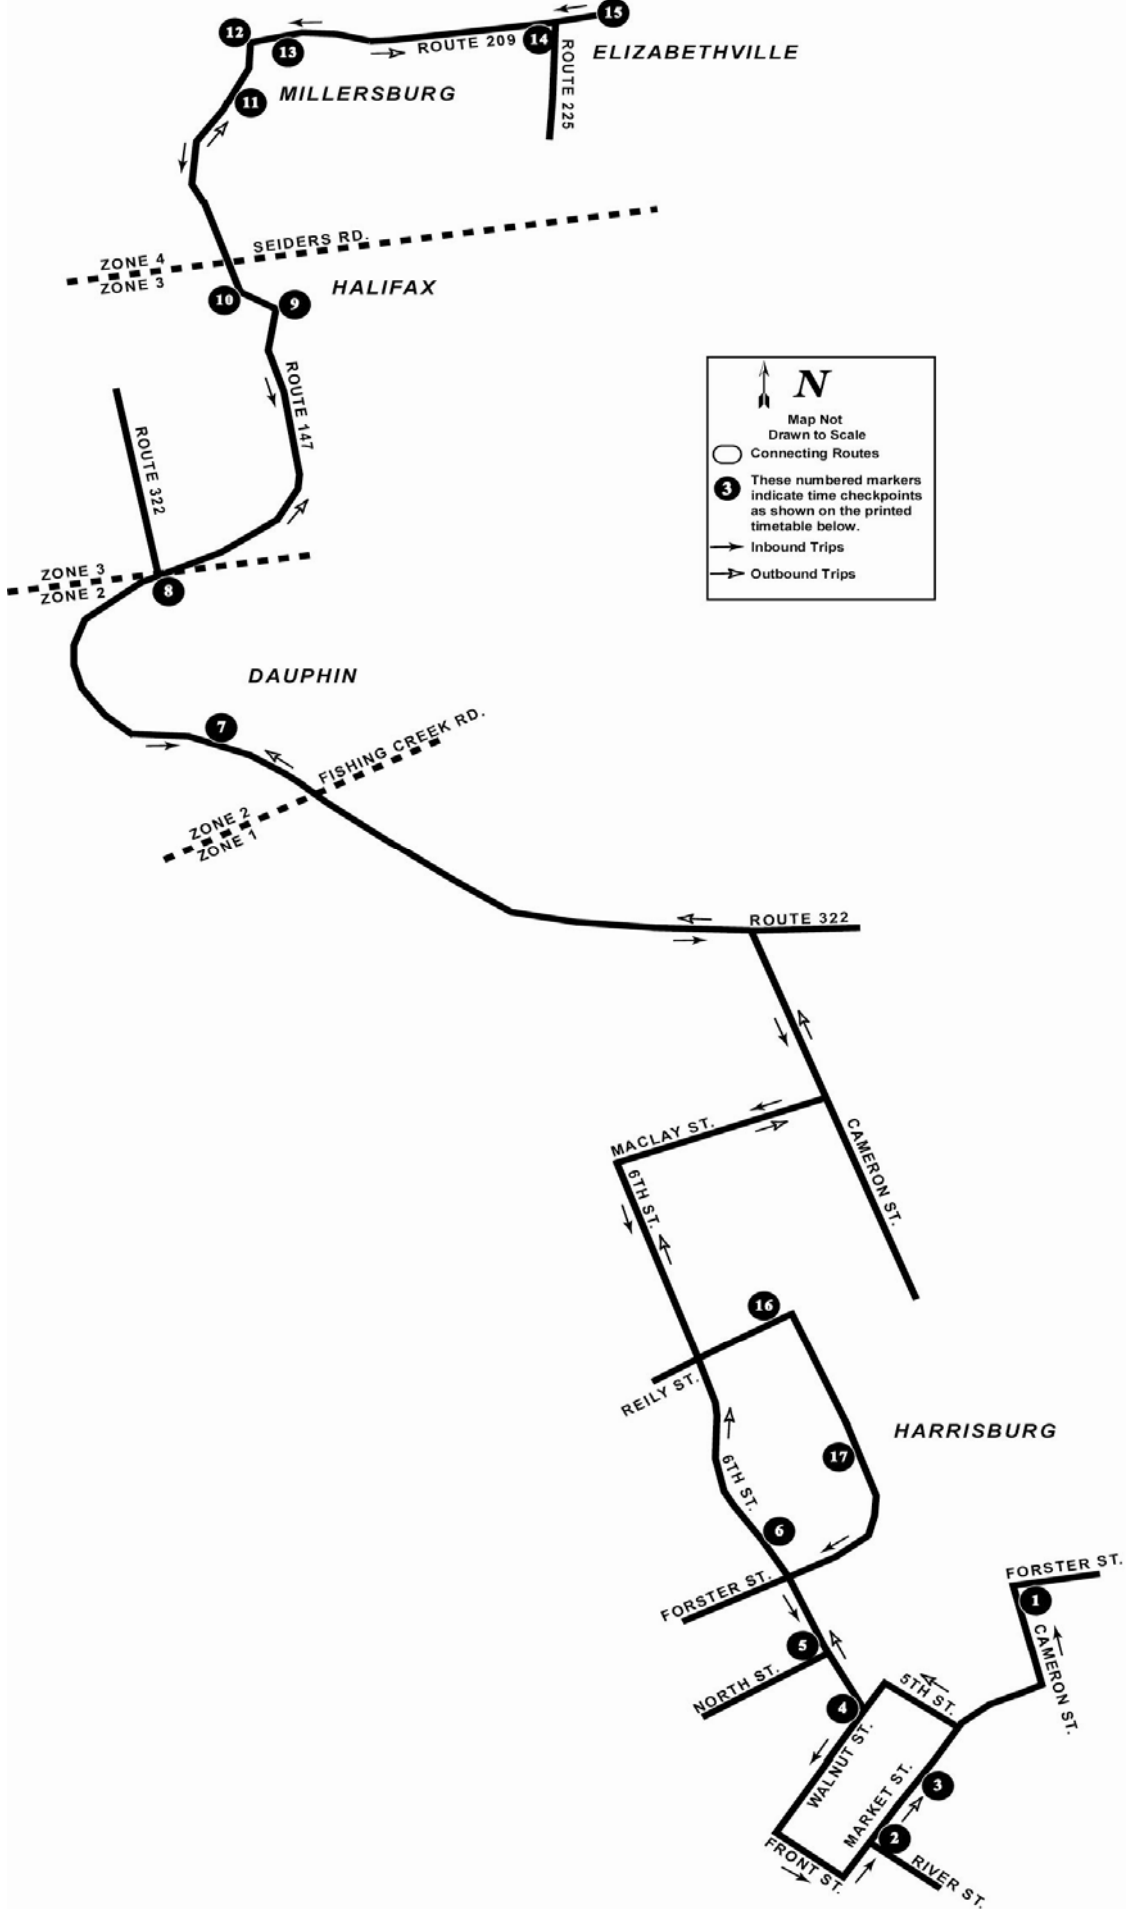 15
12
14
13
ROUTE 209
ELIZABETHVILLE
ROUTE 225
MILLERSBURG
11
SEIDERS RD.
ZONE 4
ZONE 3
HALIFAX
10
9
ROUTE 147
N
Map Not
Drawn to Scale
Connecting Routes
3
These numbered markers
indicate time checkpoints
as shown on the printed
timetable below.
Inbound Trips
Outbound Trips
ROUTE 322
ZONE 3
ZONE 2
8
DAUPHIN
7
FISHING CREEK RD.
ZONE 2
ZONE 1
ROUTE 322
MACLAY ST.
CAMERON ST.
6TH ST.
16
REILY ST.
HARRISBURG
17
6TH ST.
6
FORSTER ST.
FORSTER ST.
1
CAMERON ST.
5
NORTH ST.
5TH ST.
4
WALNUT ST.
MARKET ST.
3
2
FRONT ST.
RIVER ST.